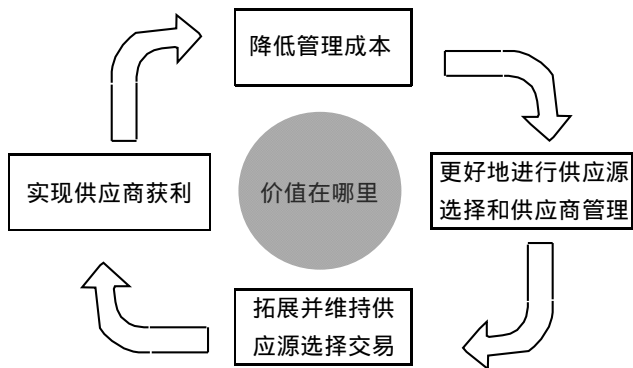 降低管理成本
实现供应商获利
价值在哪里
更好地进行供应源
选择和供应商管理
拓展并维持供
应源选择交易